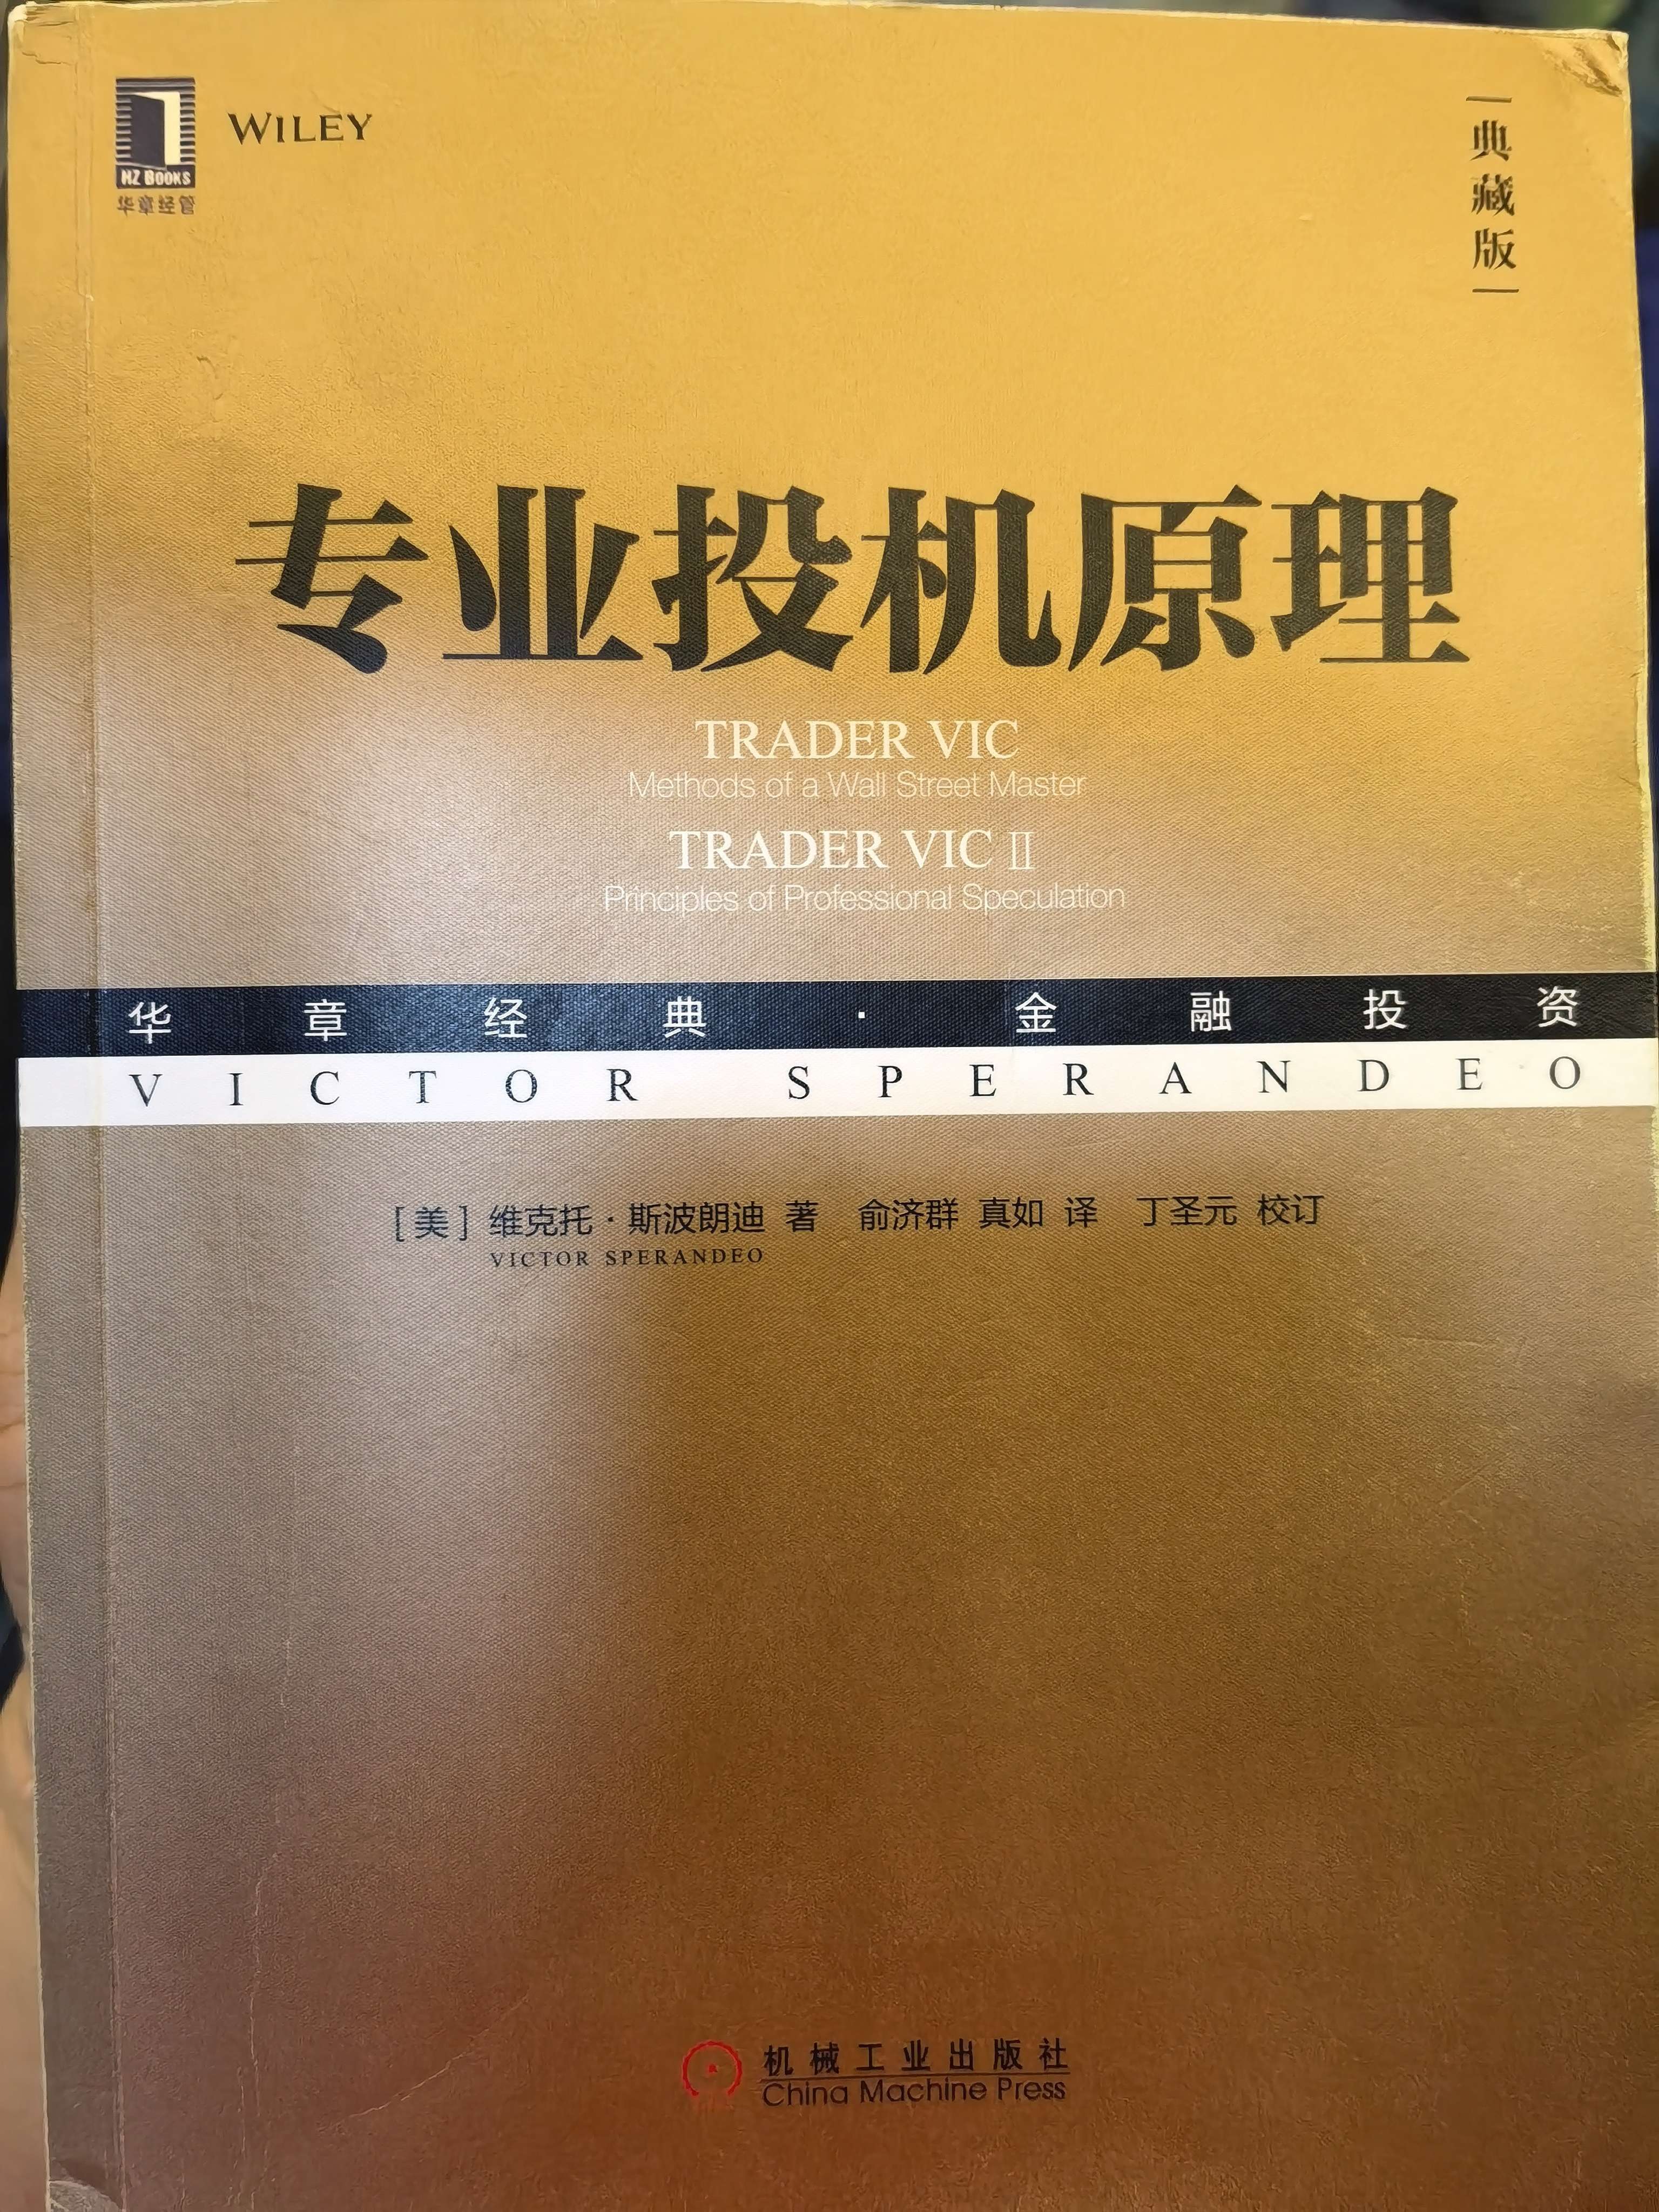 WILEY
HZ BOOKS
华章经管
典藏版
专业投机原理
TRADER VIC
Methods of a Wall Street Master
TRADER VIC Ⅱ
Principles of Professional Speculation
华章经典·金融投资
VICTOR SPERANDEO
[美] 维克托·斯波朗迪 著 俞济群 真如 译 丁圣元 校订
VICTOR SPERANDEO
机械工业出版社
China Machine Press